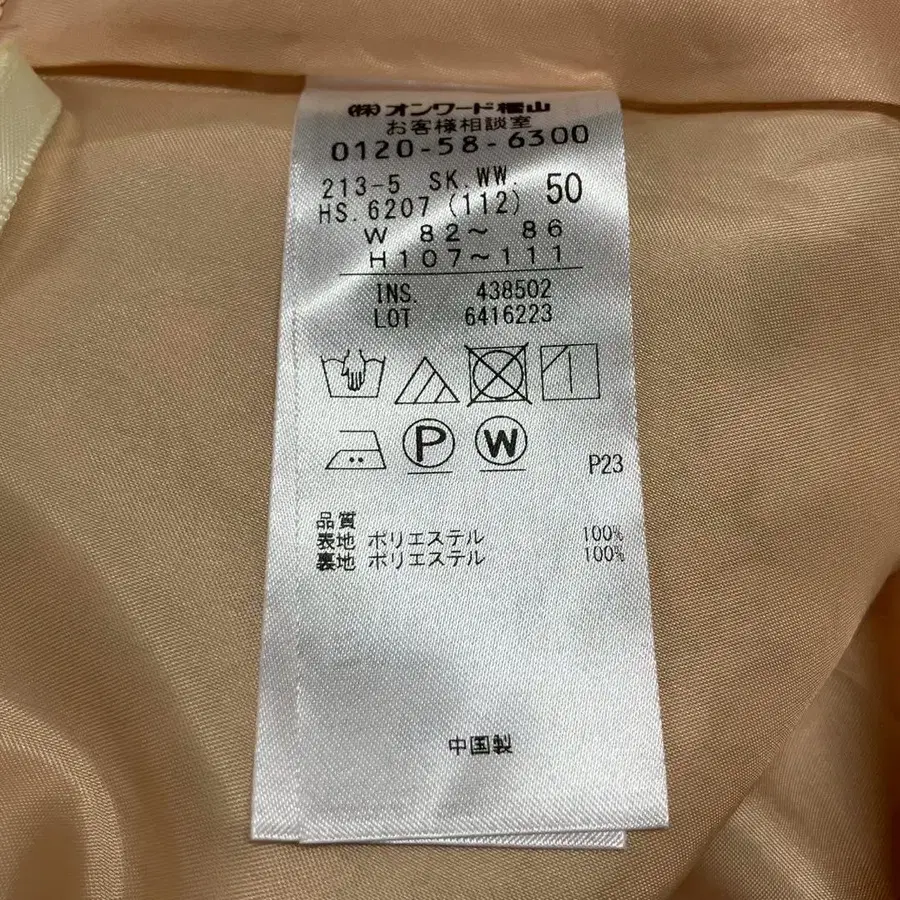 ㈱オンワード樫山
お客様相談室
0120-58-6300
213-5 SK.WW. 50
HS.6207 (112)
W 82~ 86
H107~111
INS. 438502
LOT 6416223
P W
P23
品質
表地 ポリエステル 100%
裏地 ポリエステル 100%
中国製